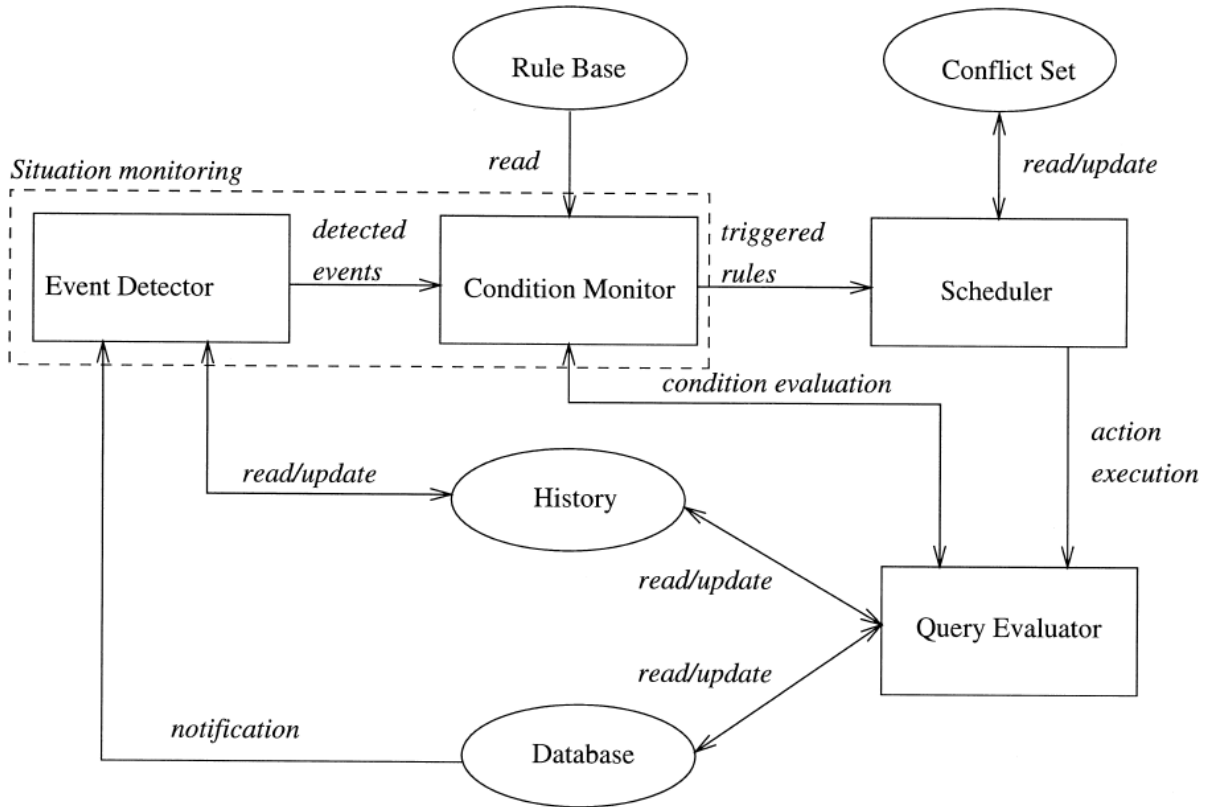 Rule Base
Conflict Set
read
read/update
Situation monitoring
detected
events
triggered
rules
Event Detector
Condition Monitor
Scheduler
condition evaluation
action
execution
read/update
History
read/update
Query Evaluator
read/update
notification
Database